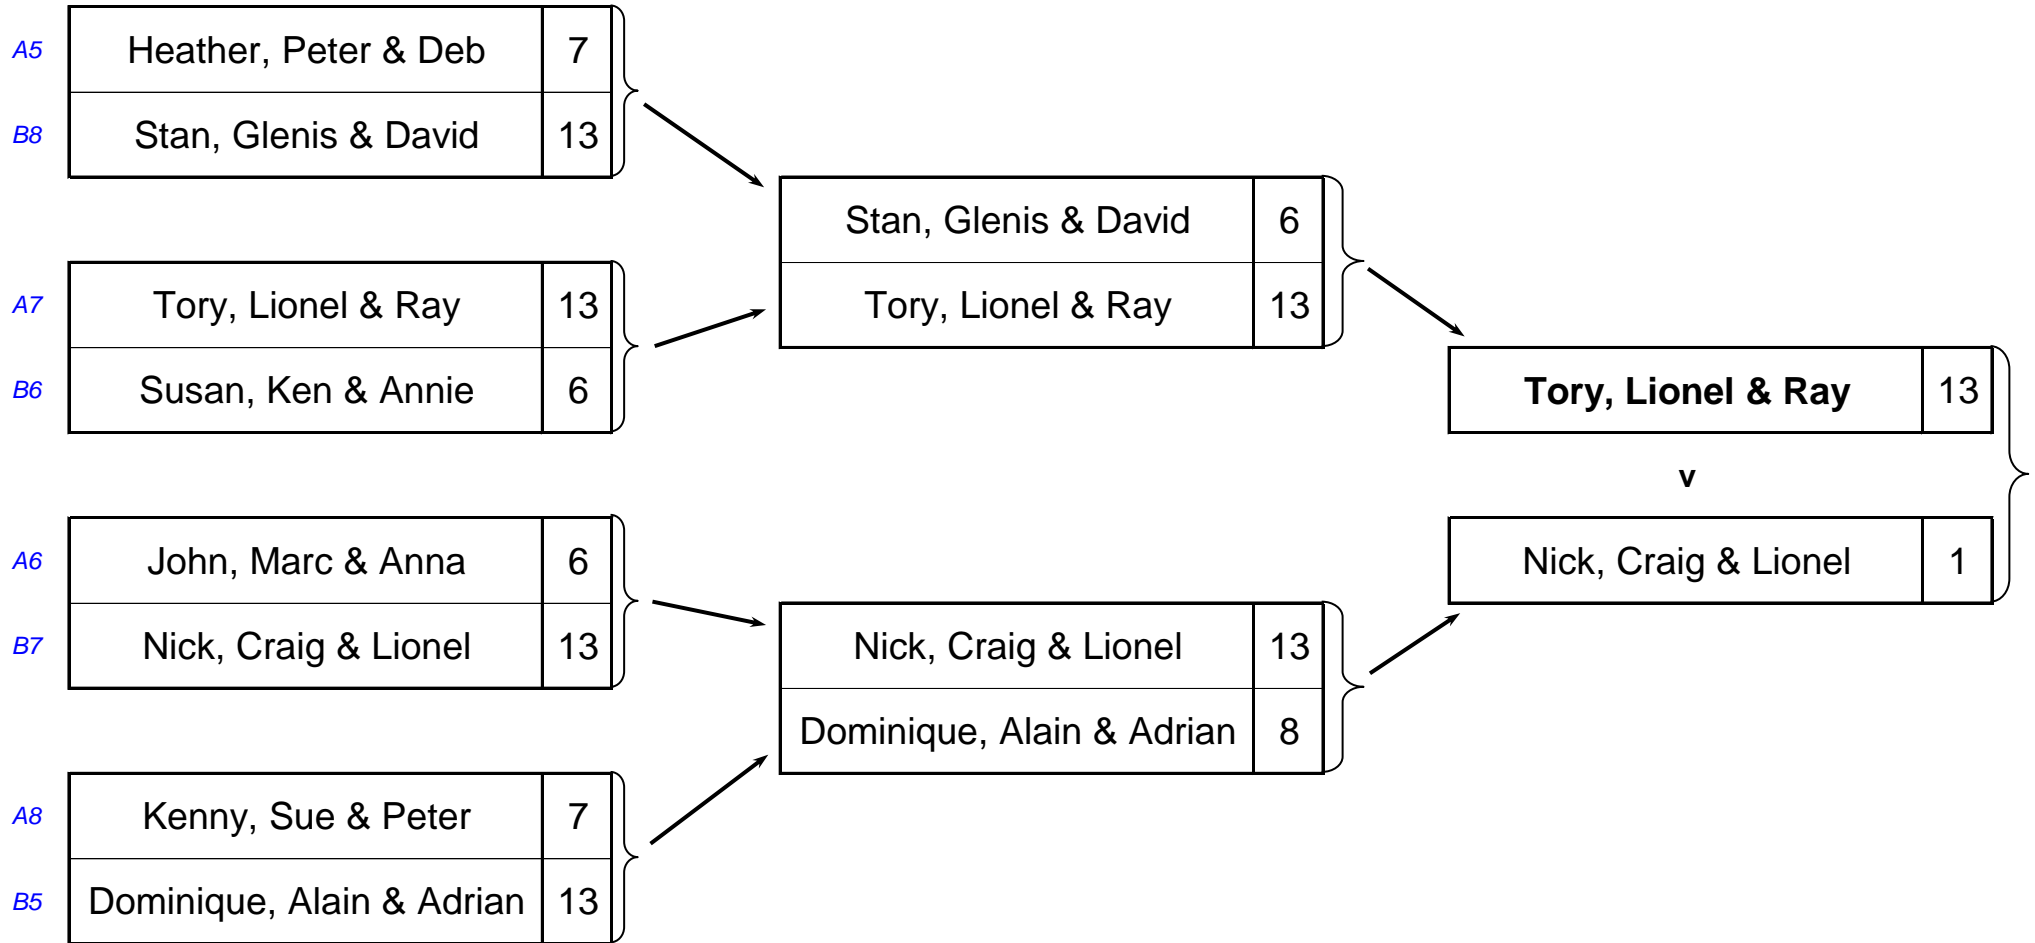 A5 Heather, Peter & Deb 7
B8 Stan, Glenis & David 13
Stan, Glenis & David 6
A7 Tory, Lionel & Ray 13
Tory, Lionel & Ray 13
B6 Susan, Ken & Annie 6
Tory, Lionel & Ray 13
v
A6 John, Marc & Anna 6
Nick, Craig & Lionel 1
B7 Nick, Craig & Lionel 13
Nick, Craig & Lionel 13
Dominique, Alain & Adrian 8
A8 Kenny, Sue & Peter 7
B5 Dominique, Alain & Adrian 13